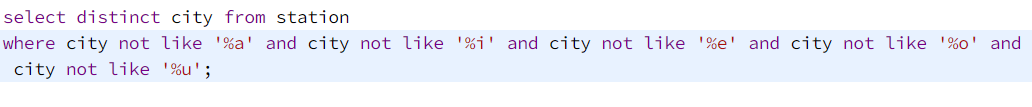 select distinct city from station
where city not like '%a' and city not like '%i' and city not like '%e' and city not like '%o' and
city not like '%u';